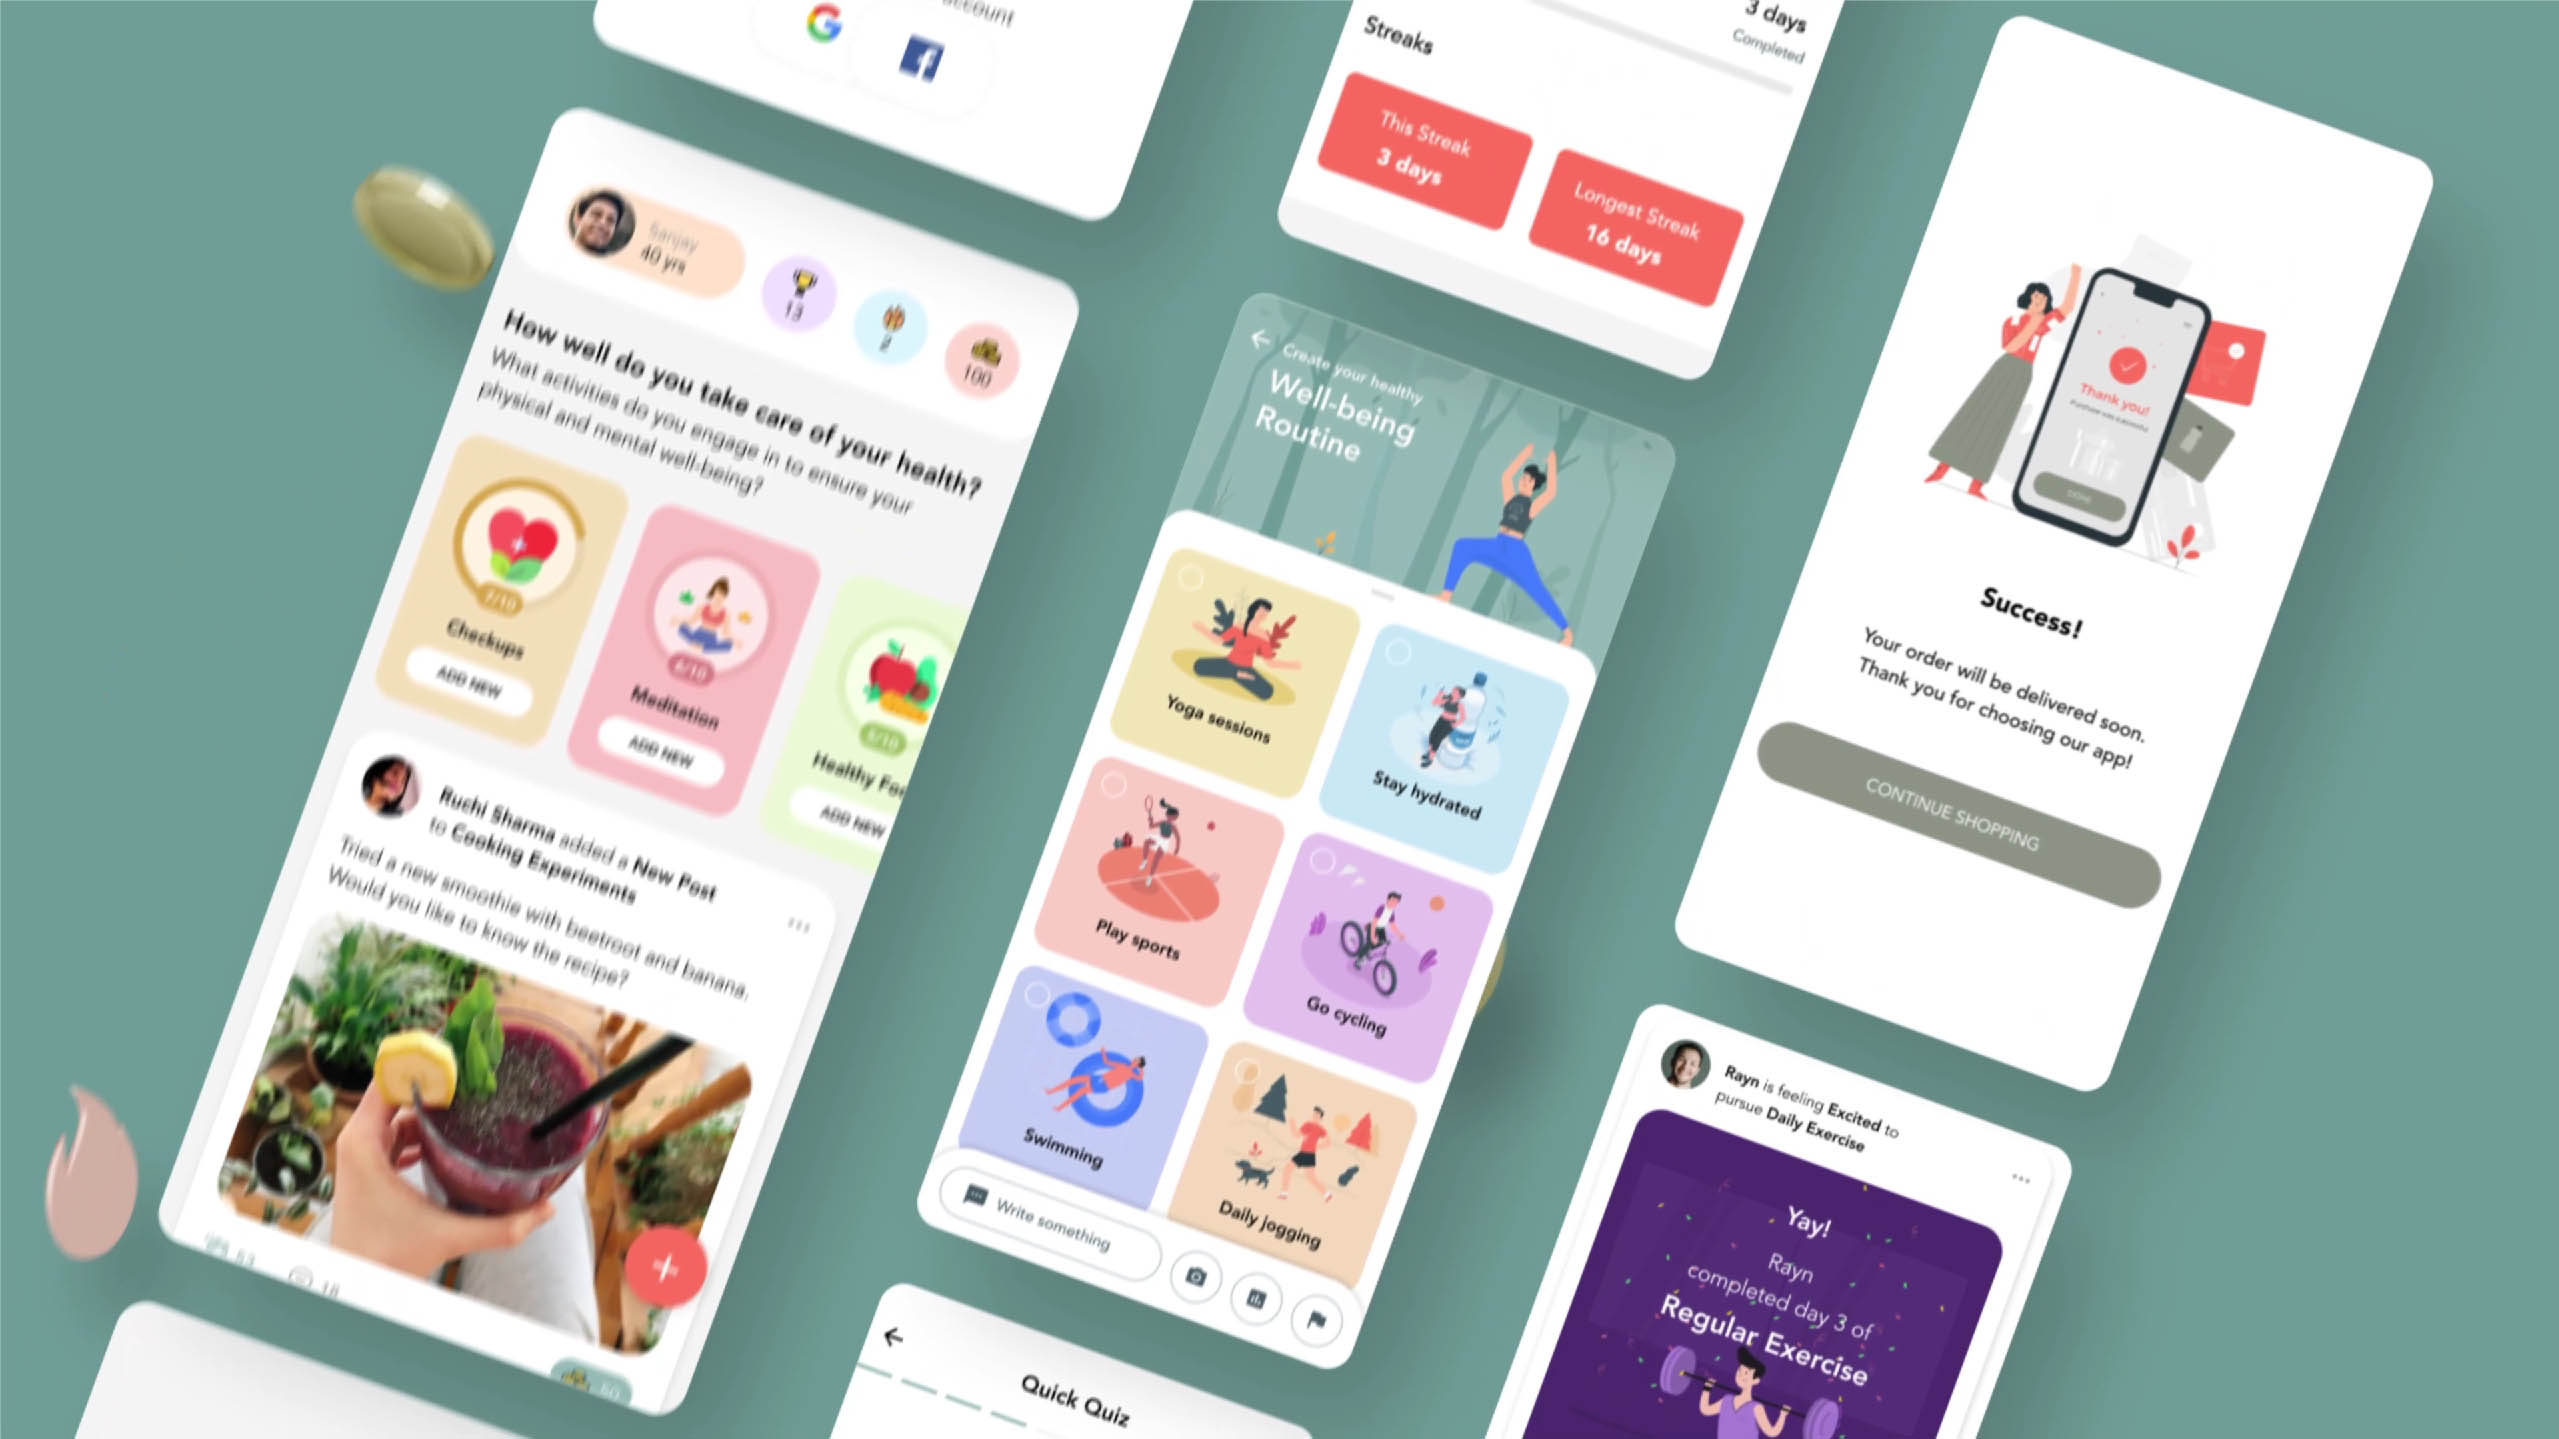 account
Sanjay
40 yrs
13
2
100
How well do you take care of your health?
What activities do you engage in to ensure your
physical and mental well-being?
7/10
Checkups
ADD NEW
6/10
Meditation
ADD NEW
Healthy
ADD NEW
Ruchi Sharma added a New Post
to Cooking Experiments
Tried a new smoothie with beetroot and banana.
Would you like to know the recipe?
53
18
50
3 days
Completed
Streaks
This Streak
3 days
Longest Streak
16 days
Create your healthy
Well-being
Routine
Yoga sessions
Stay hydrated
Play sports
Go cycling
Swimming
Daily jogging
Write something
Quick Quiz
Thank you!
DONE
Success!
Your order will be delivered soon.
Thank you for choosing our app!
CONTINUE SHOPPING
Rayn is feeling Excited to
pursue Daily Exercise
Yay!
Rayn
completed day 3 of
Regular Exercise